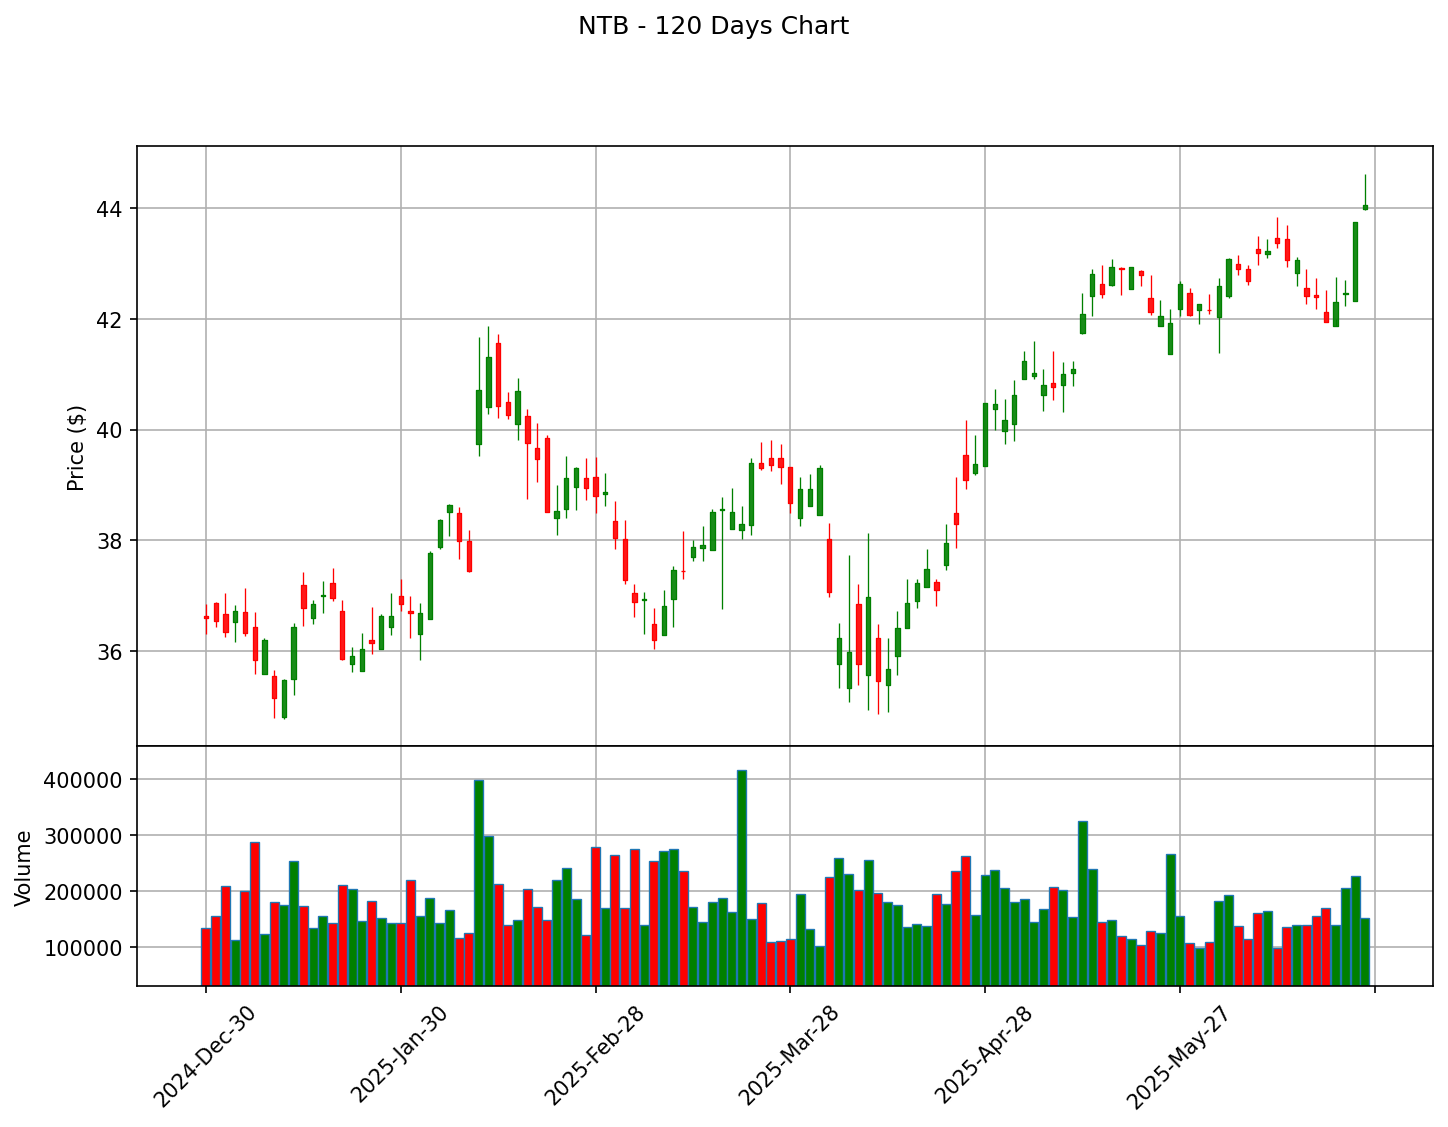 NTB - 120 Days Chart
Price ($)
44
42
40
38
36
Volume
400000
300000
200000
100000
2024-Dec-30
2025-Jan-30
2025-Feb-28
2025-Mar-28
2025-Apr-28
2025-May-27